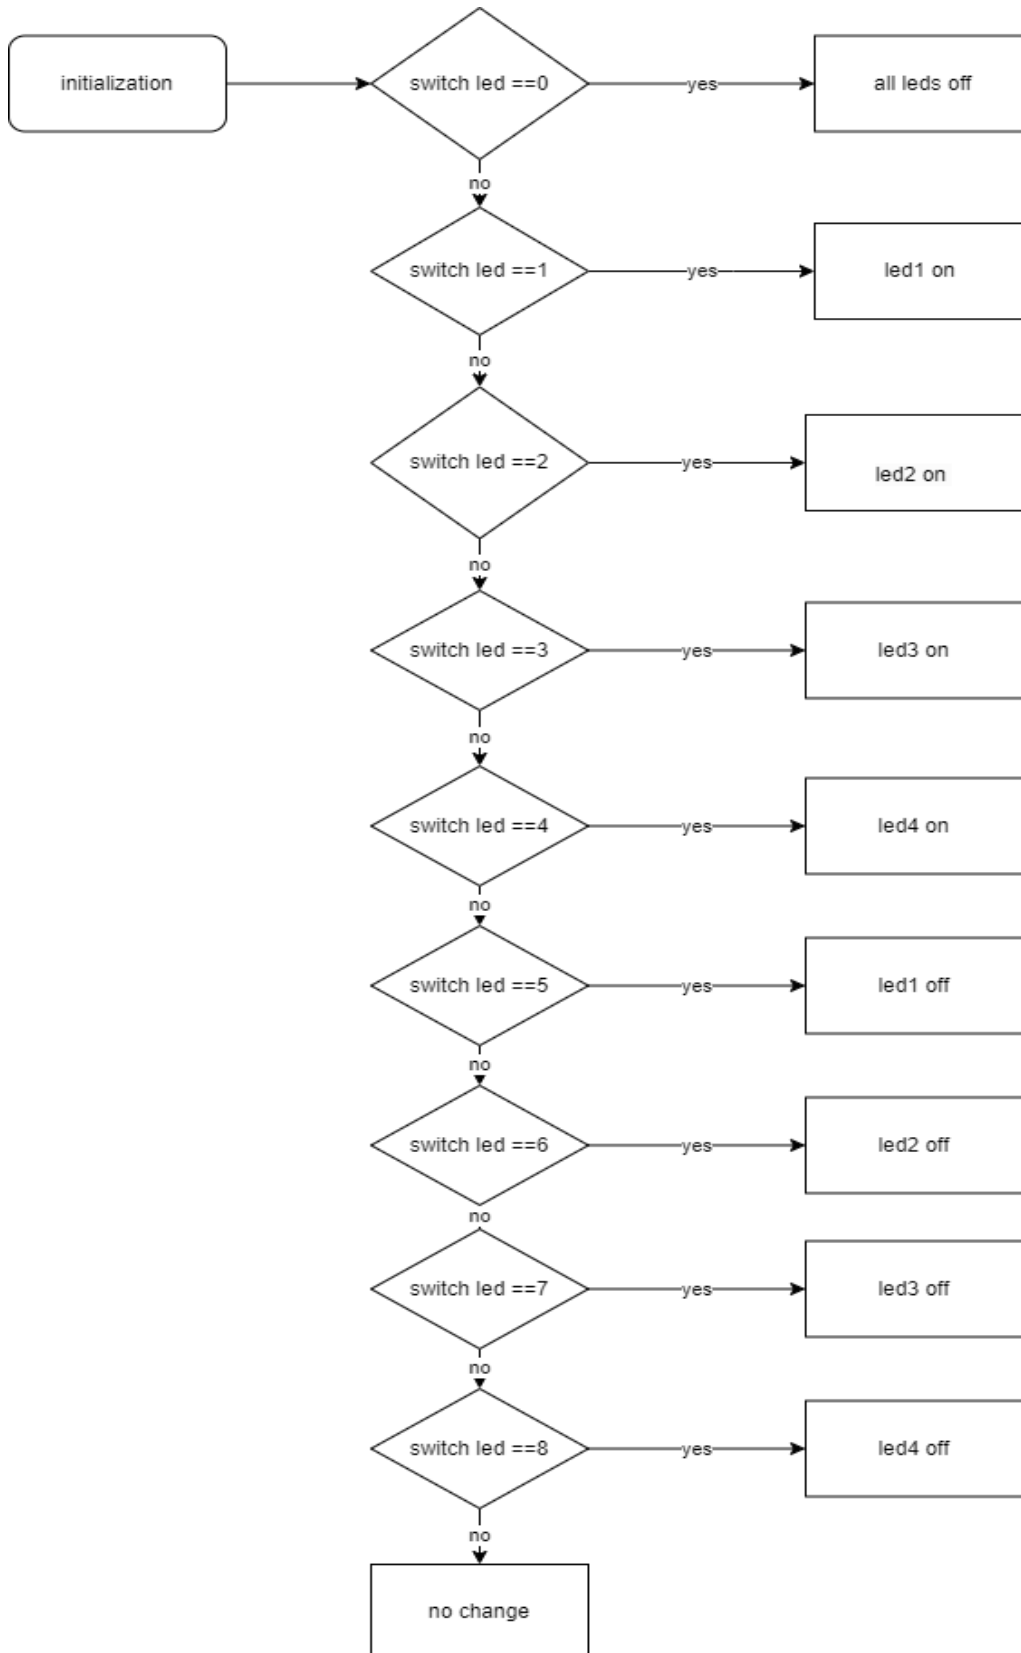 initialization
switch led ==0
yes
all leds off
no
switch led ==1
yes
led1 on
no
switch led ==2
yes
led2 on
no
switch led ==3
yes
led3 on
no
switch led ==4
yes
led4 on
no
switch led ==5
yes
led1 off
no
switch led ==6
yes
led2 off
no
switch led ==7
yes
led3 off
no
switch led ==8
yes
led4 off
no
no change